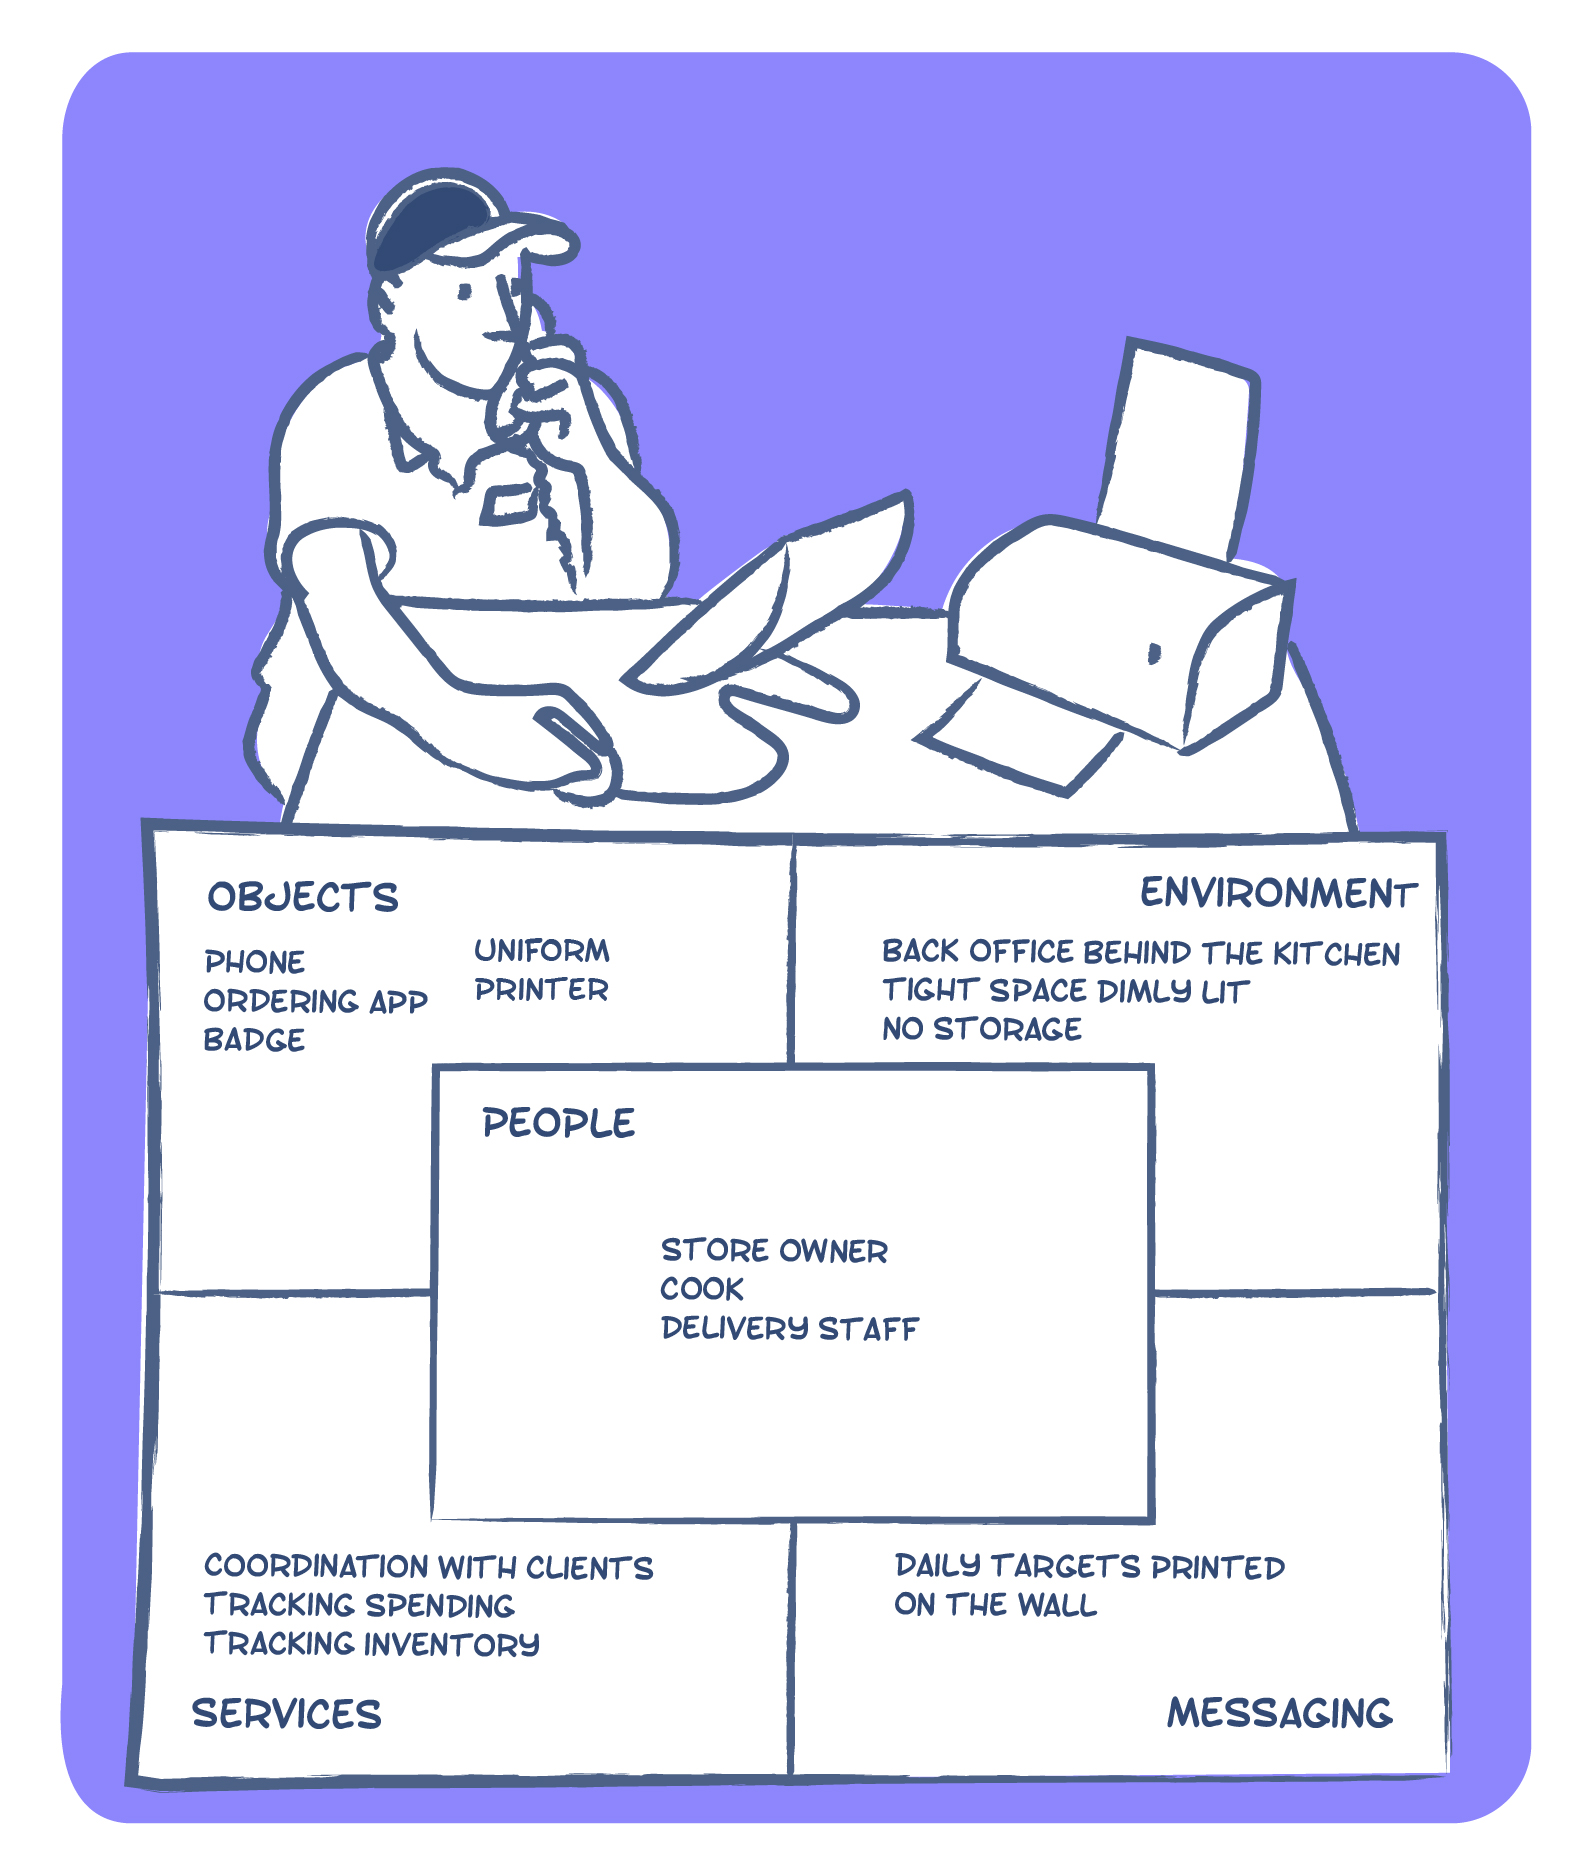 OBJECTS
PHONE
ORDERING APP
BADGE
UNIFORM
PRINTER
ENVIRONMENT
BACK OFFICE BEHIND THE KITCHEN
TIGHT SPACE DIMLY LIT
NO STORAGE
PEOPLE
STORE OWNER
COOK
DELIVERY STAFF
COORDINATION WITH CLIENTS
TRACKING SPENDING
TRACKING INVENTORY
SERVICES
DAILY TARGETS PRINTED
ON THE WALL
MESSAGING